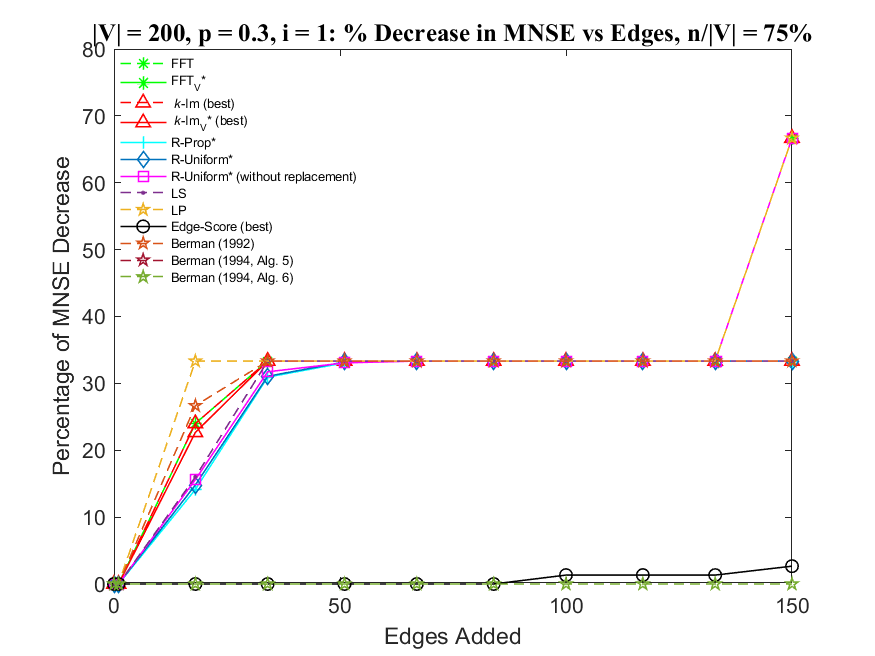 |V| = 200, p = 0.3, i = 1: % Decrease in MNSE vs Edges, n/|V| = 75%
80
70
60
50
40
30
20
10
0
Percentage of MNSE Decrease
FFT
FFT_V*
k-Im (best)
k-Im_V* (best)
R-Prop*
R-Uniform*
R-Uniform* (without replacement)
LS
LP
Edge-Score (best)
Berman (1992)
Berman (1994, Alg. 5)
Berman (1994, Alg. 6)
0
50
100
150
Edges Added